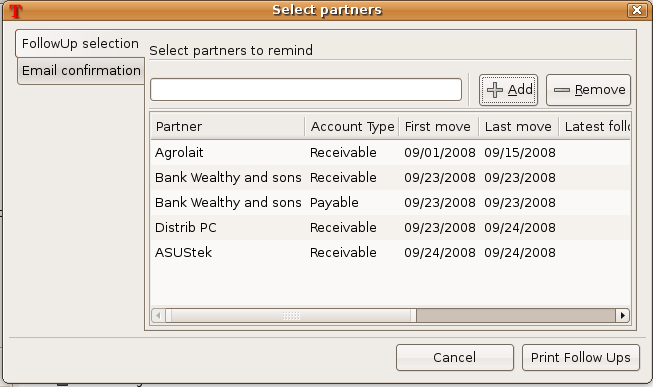 Select partners
FollowUp selection
Email confirmation
Select partners to remind
Add Remove
Partner Account Type First move Last move Latest follo
Agrolait Receivable 09/01/2008 09/15/2008
Bank Wealthy and sons Receivable 09/23/2008 09/23/2008
Bank Wealthy and sons Payable 09/23/2008 09/23/2008
Distrib PC Receivable 09/23/2008 09/24/2008
ASUStek Receivable 09/24/2008 09/24/2008
Cancel Print Follow Ups